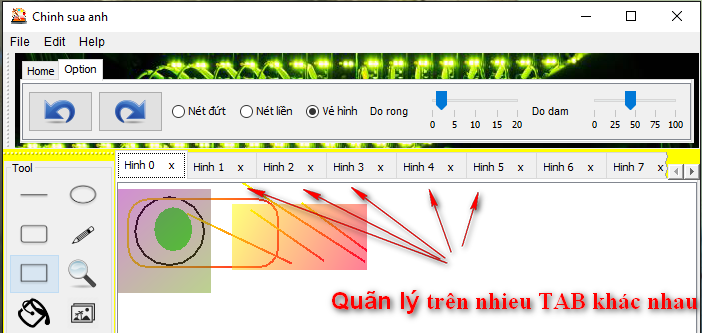 Chinh sua anh
File Edit Help
Home Option
Nét đứt Nét liền Vẽ hình Do rong 0 5 10 15 20 Do dam 0 25 50 75 100
Tool
Hinh 0 x Hinh 1 x Hinh 2 x Hinh 3 x Hinh 4 x Hinh 5 x Hinh 6 x Hinh 7 x
Quãn lý trên nhieu TAB khác nhau